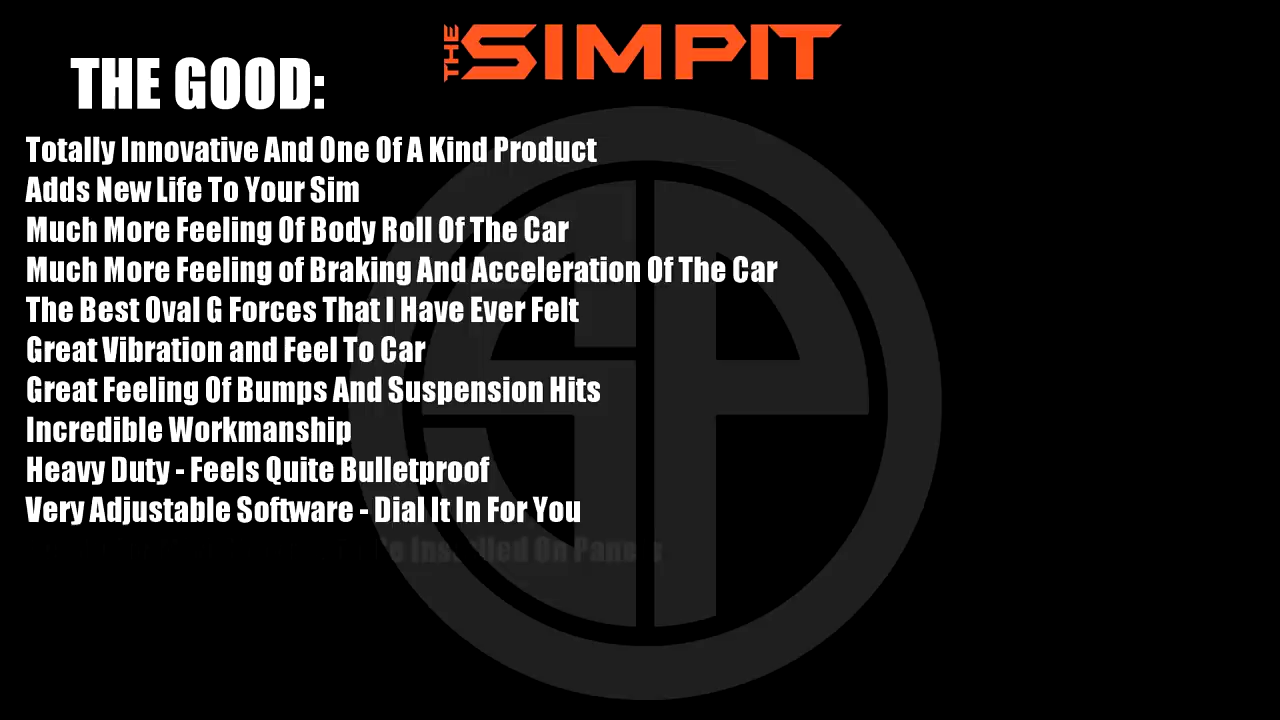 THE SIMPIT
THE GOOD:
Totally Innovative And One Of A Kind Product
Adds New Life To Your Sim
Much More Feeling Of Body Roll Of The Car
Much More Feeling of Braking And Acceleration Of The Car
The Best Oval G Forces That I Have Ever Felt
Great Vibration and Feel To Car
Great Feeling Of Bumps And Suspension Hits
Incredible Workmanship
Heavy Duty - Feels Quite Bulletproof
Very Adjustable Software - Dial It In For You
Installed On Panels